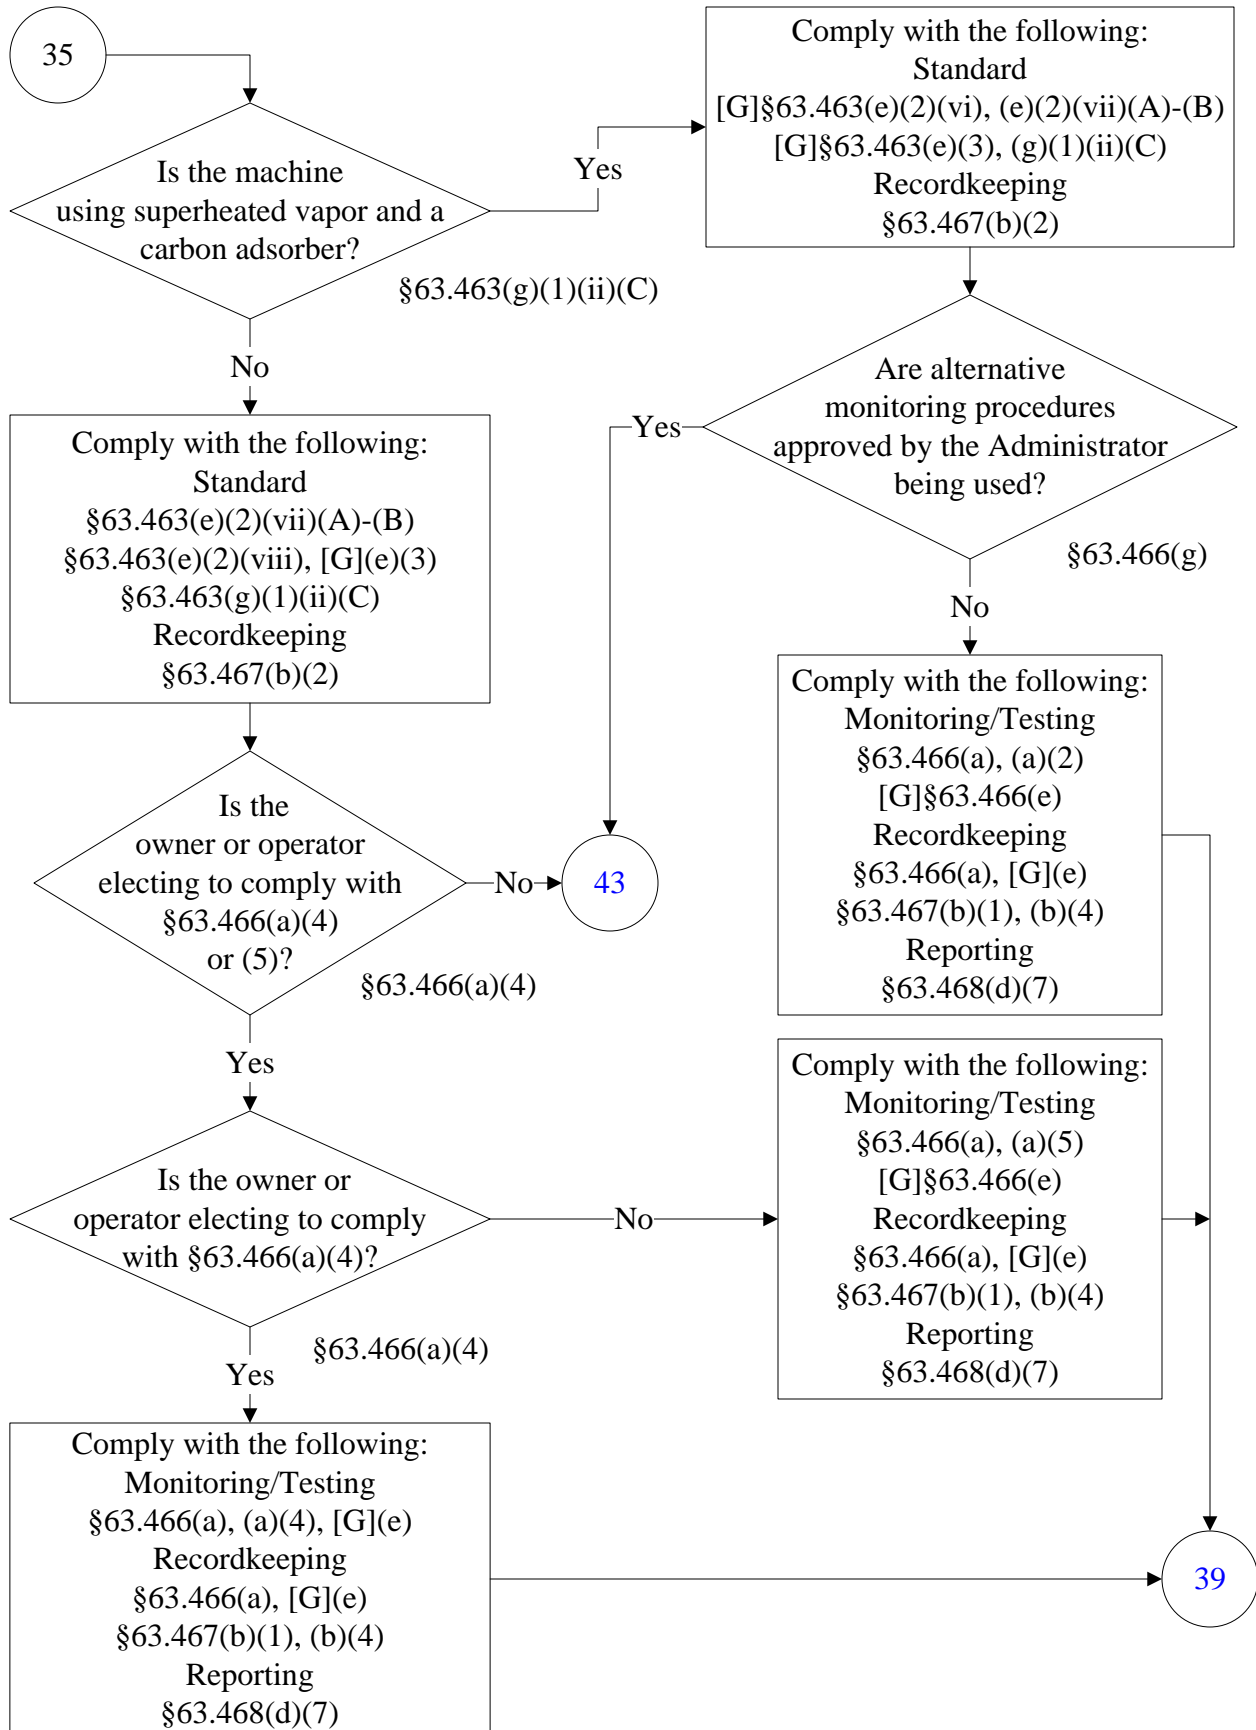 35
Is the machine
using superheated vapor and a
carbon adsorber?
§63.463(g)(1)(ii)(C)
Yes
Comply with the following:
Standard
[G]§63.463(e)(2)(vi), (e)(2)(vii)(A)-(B)
[G]§63.463(e)(3), (g)(1)(ii)(C)
Recordkeeping
§63.467(b)(2)
No
Comply with the following:
Standard
§63.463(e)(2)(vii)(A)-(B)
§63.463(e)(2)(viii), [G](e)(3)
§63.463(g)(1)(ii)(C)
Recordkeeping
§63.467(b)(2)
Are alternative
monitoring procedures
approved by the Administrator
being used?
§63.466(g)
Yes
No
Comply with the following:
Monitoring/Testing
§63.466(a), (a)(2)
[G]§63.466(e)
Recordkeeping
§63.466(a), [G](e)
§63.467(b)(1), (b)(4)
Reporting
§63.468(d)(7)
Is the
owner or operator
electing to comply with
§63.466(a)(4)
or (5)?
§63.466(a)(4)
No
43
Yes
Is the owner or
operator electing to comply
with §63.466(a)(4)?
§63.466(a)(4)
No
Comply with the following:
Monitoring/Testing
§63.466(a), (a)(5)
[G]§63.466(e)
Recordkeeping
§63.466(a), [G](e)
§63.467(b)(1), (b)(4)
Reporting
§63.468(d)(7)
Yes
Comply with the following:
Monitoring/Testing
§63.466(a), (a)(4), [G](e)
Recordkeeping
§63.466(a), [G](e)
§63.467(b)(1), (b)(4)
Reporting
§63.468(d)(7)
39